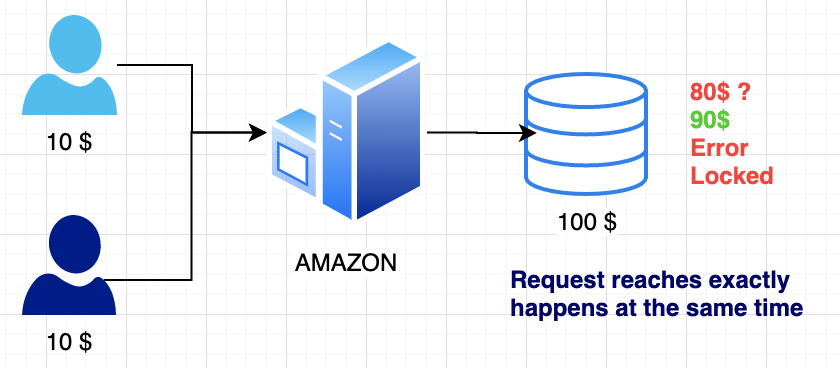 10 $
10 $
AMAZON
100 $
80$ ?
90$
Error
Locked
Request reaches exactly
happens at the same time